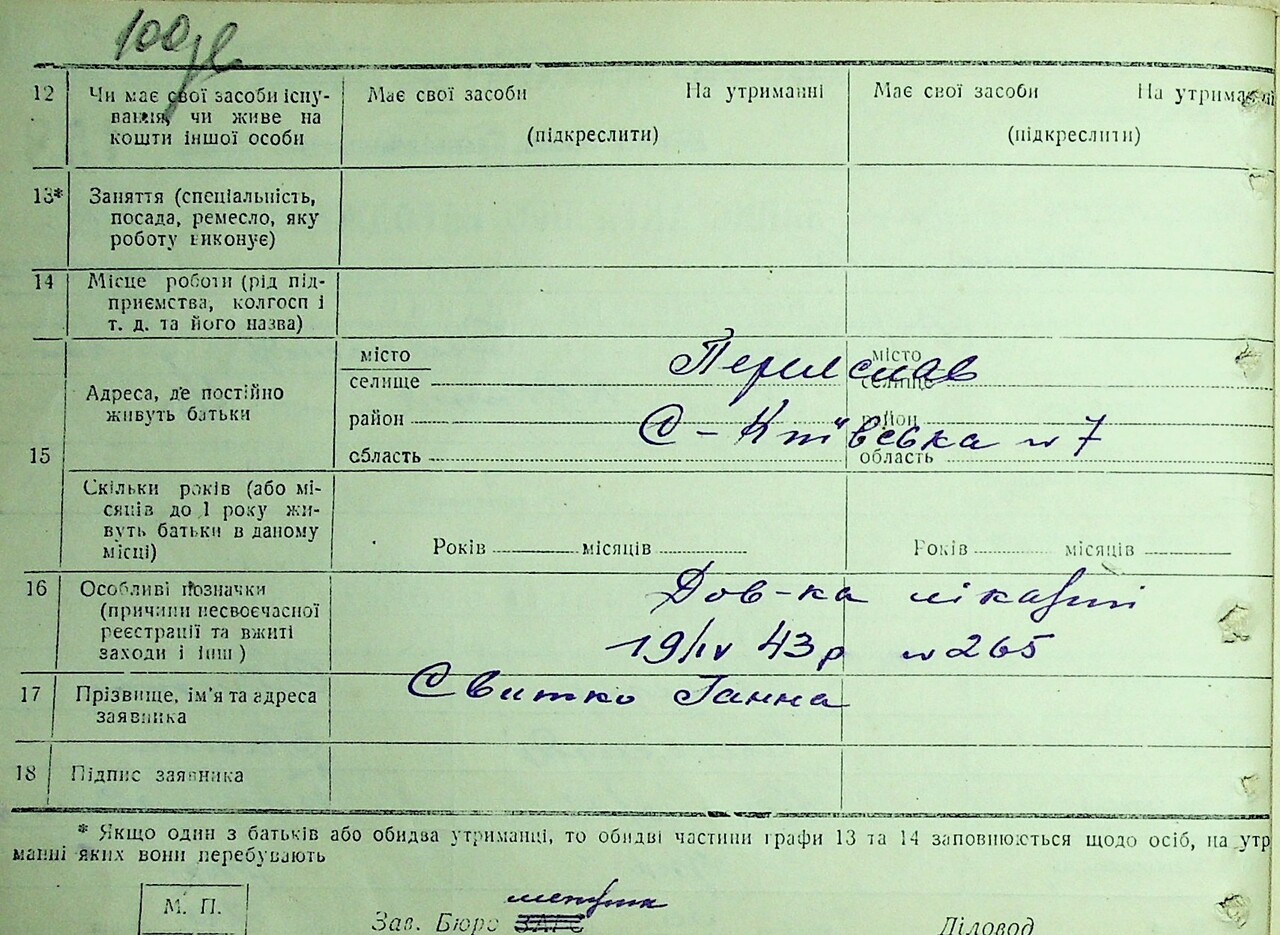 12 Чи має свої засоби існу-
вання, чи живе на
кошти іншої особи
Має свої засоби На утриманні
(підкреслити)
Має свої засоби На утриманні
(підкреслити)
13* Заняття (спеціальність,
посада, ремесло, яку
роботу виконує)
14 Місце роботи (рід під-
приємства, колгосп і
т. д. та його назва)
15 Адреса, де постійно
живуть батьки
місто
селище
район
область
місто
селище
район
область
Переяслав
С-Київська № 7
Скільки років (або мі-
сяців до 1 року жи-
вуть батьки в даному
місці)
Років місяців
Років місяців
16 Особливі позначки
(причини несвоєчасної
реєстрації та вжиті
заходи і інш)
Дов-ка лікарні
19/IV 43р № 265
17 Прізвище, ім'я та адреса
заявника
Свитко Ганна
18 Підпис заявника
* Якщо один з батьків або обидва утриманці, то обидві частини графи 13 та 14 заповнюються щодо осіб, на утр
манні яких вони перебувають
М. П.
Зав. Бюро ЗАГС
метрик
Діловод